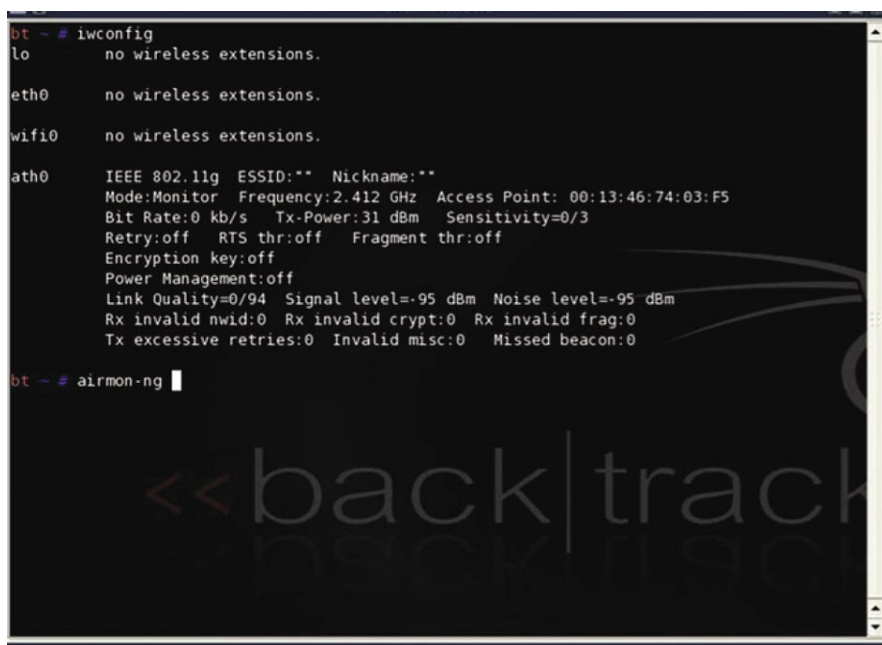 bt ~ # iwconfig
lo no wireless extensions.
eth0 no wireless extensions.
wifi0 no wireless extensions.
ath0 IEEE 802.11g ESSID:"" Nickname:""
Mode:Monitor Frequency:2.412 GHz Access Point: 00:13:46:74:03:F5
Bit Rate:0 kb/s Tx-Power:31 dBm Sensitivity=0/3
Retry:off RTS thr:off Fragment thr:off
Encryption key:off
Power Management:off
Link Quality=0/94 Signal level=-95 dBm Noise level=-95 dBm
Rx invalid nwid:0 Rx invalid crypt:0 Rx invalid frag:0
Tx excessive retries:0 Invalid misc:0 Missed beacon:0
bt ~ # airmon-ng
<<back|track